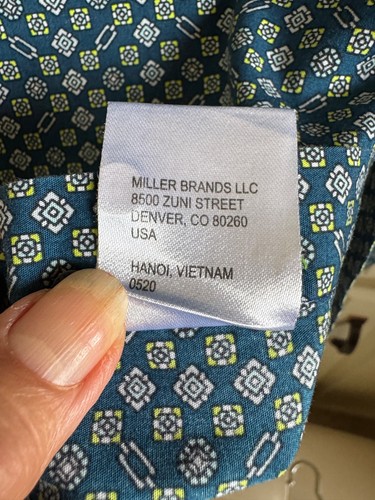 MILLER BRANDS LLC
8500 ZUNI STREET
DENVER, CO 80260
USA
HANOI, VIETNAM
0520